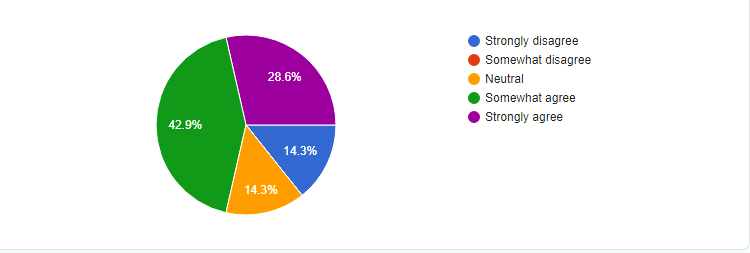 Strongly disagree
Somewhat disagree
Neutral
Somewhat agree
Strongly agree
28.6%
42.9%
14.3%
14.3%